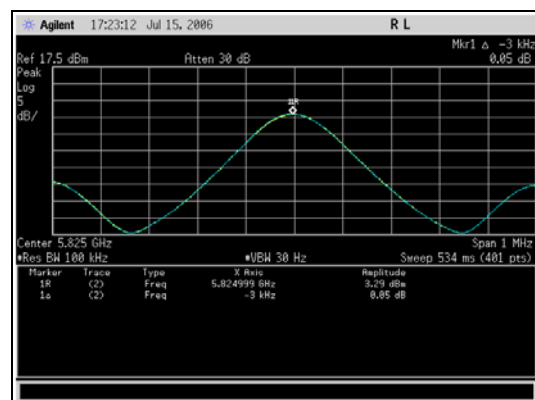 Agilent 17:23:12 Jul 15, 2006 R L
Mkr1 Δ -3 kHz
Ref 17.5 dBm Atten 30 dB 0.05 dB
Peak
Log
5
dB/
1R
Center 5.825 GHz Span 1 MHz
#Res BW 100 kHz #VBW 30 Hz Sweep 534 ms (401 pts)
Marker Trace Type X Axis Amplitude
1R (2) Freq 5.824999 GHz 3.29 dBm
1Δ (2) Freq -3 kHz 0.05 dB